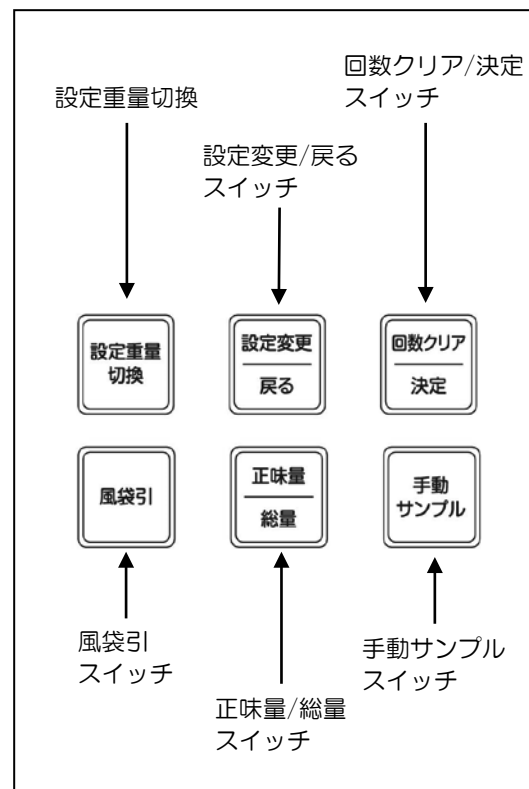 回数クリア/決定
スイッチ
設定重量切換
設定変更/戻る
スイッチ
設定重量
切換
設定変更
戻る
回数クリア
決定
風袋引
正味量
総量
手動
サンプル
風袋引
スイッチ
手動サンプル
スイッチ
正味量/総量
スイッチ